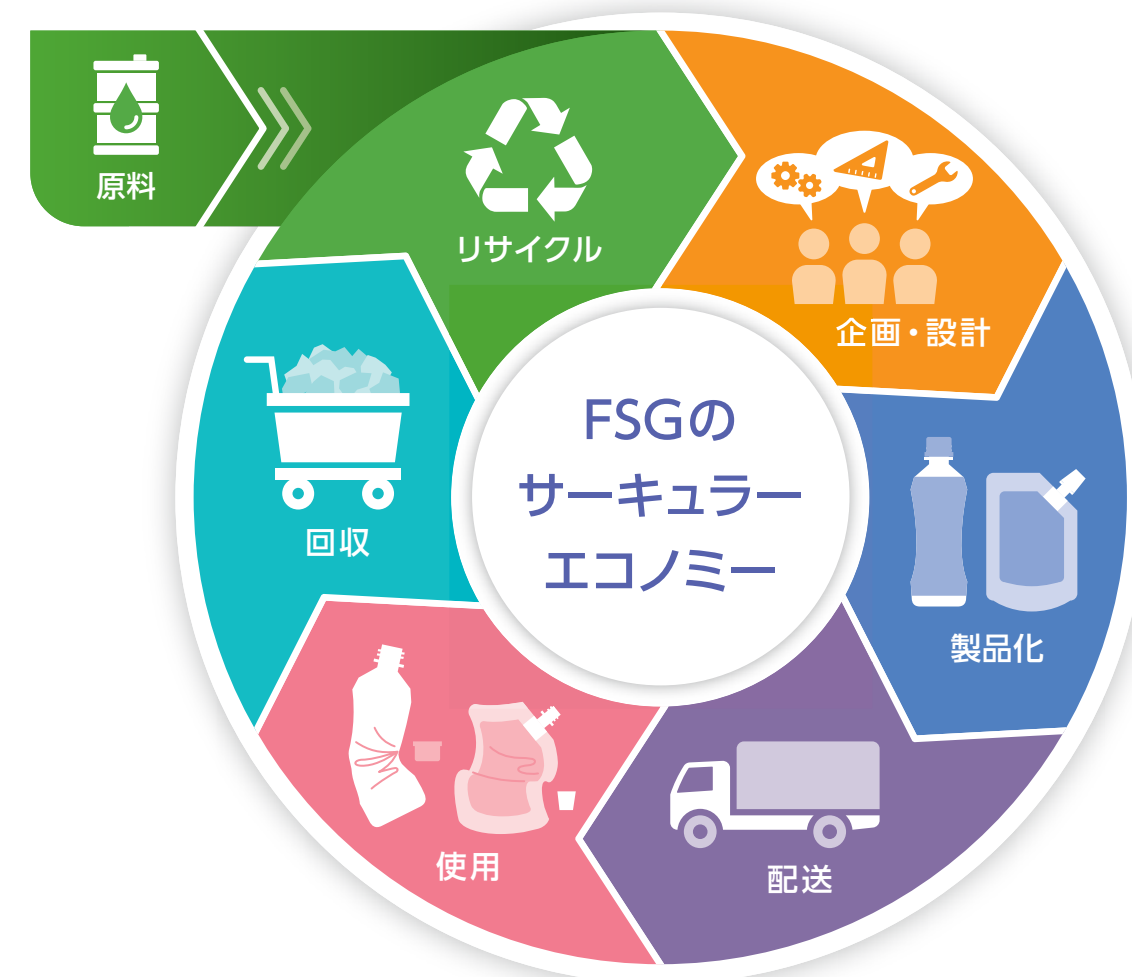 原料
リサイクル
企画・設計
製品化
配送
使用
回収
FSGの
サーキュラー
エコノミー